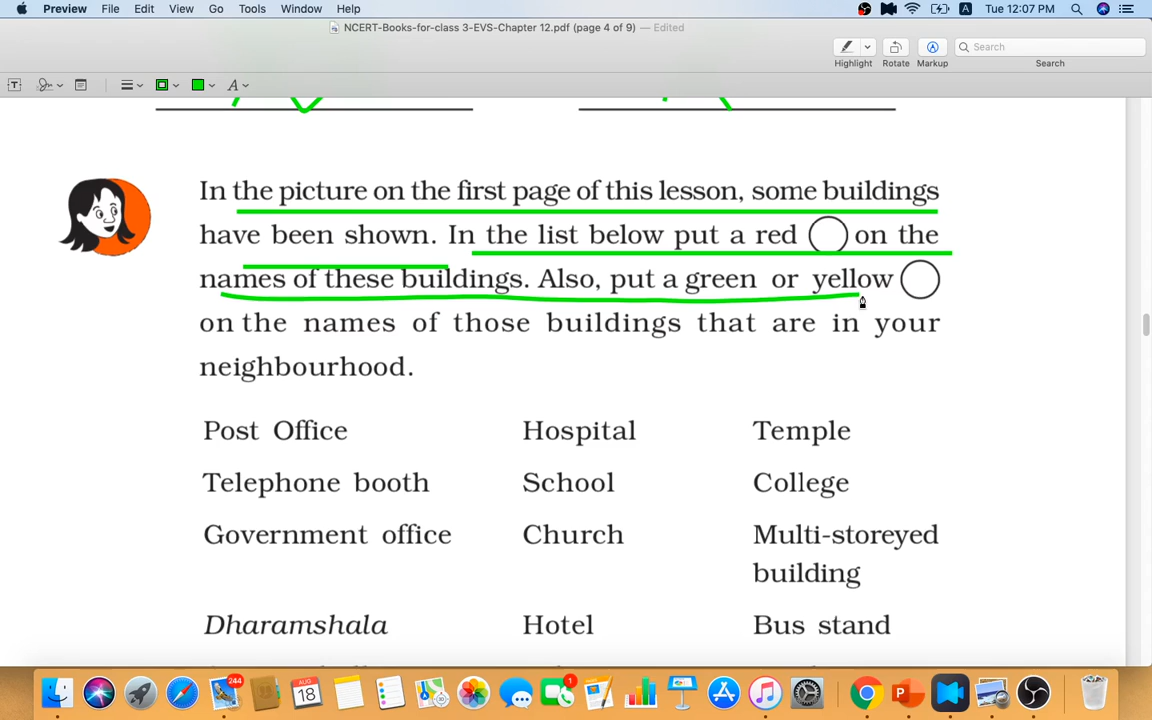 Preview File Edit View Go Tools Window Help Tue 12:07 PM
NCERT-Books-for class 3-EVS-Chapter 12.pdf (page 4 of 9) — Edited
Search
Highlight Rotate Markup Search
In the picture on the first page of this lesson, some buildings
have been shown. In the list below put a red on the
names of these buildings. Also, put a green or yellow
on the names of those buildings that are in your
neighbourhood.
Post Office Hospital Temple
Telephone booth School College
Government office Church Multi-storeyed
building
Dharamshala Hotel Bus stand
244
AUG
18
1